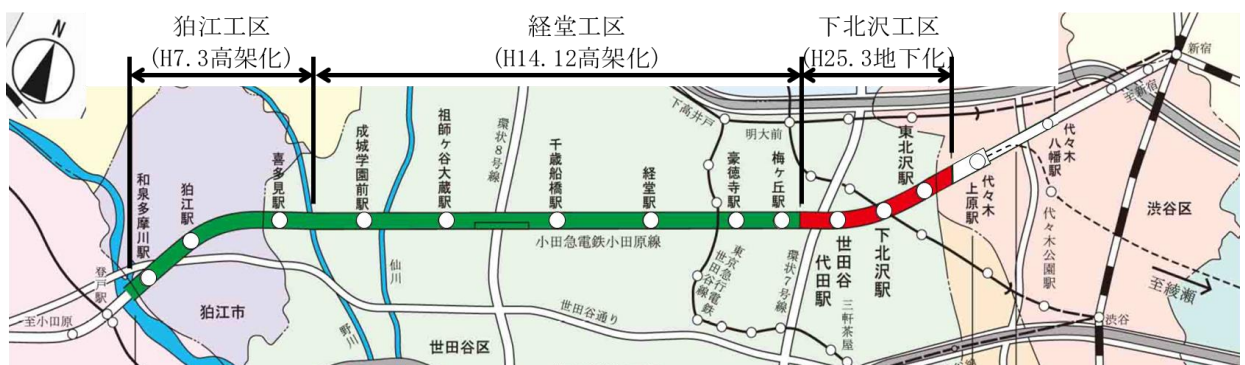 狛江工区
(H7.3高架化)
経堂工区
(H14.12高架化)
下北沢工区
(H25.3地下化)
N
新宿
至新宿
下高井戸
明大前
環状8号線
代々木八幡駅
東北沢駅
代々木上原駅
梅ヶ丘駅
豪徳寺駅
経堂駅
千歳船橋駅
祖師ヶ谷大蔵駅
成城学園前駅
喜多見駅
狛江駅
和泉多摩川駅
渋谷区
小田急電鉄小田原線
世田谷代田駅
下北沢駅
代々木公園駅
仙川
東京急行電鉄
世田谷線
環状7号線
登戸駅
至綾瀬
狛江市
世田谷通り
三軒茶屋
渋谷
至小田原
野川
世田谷区